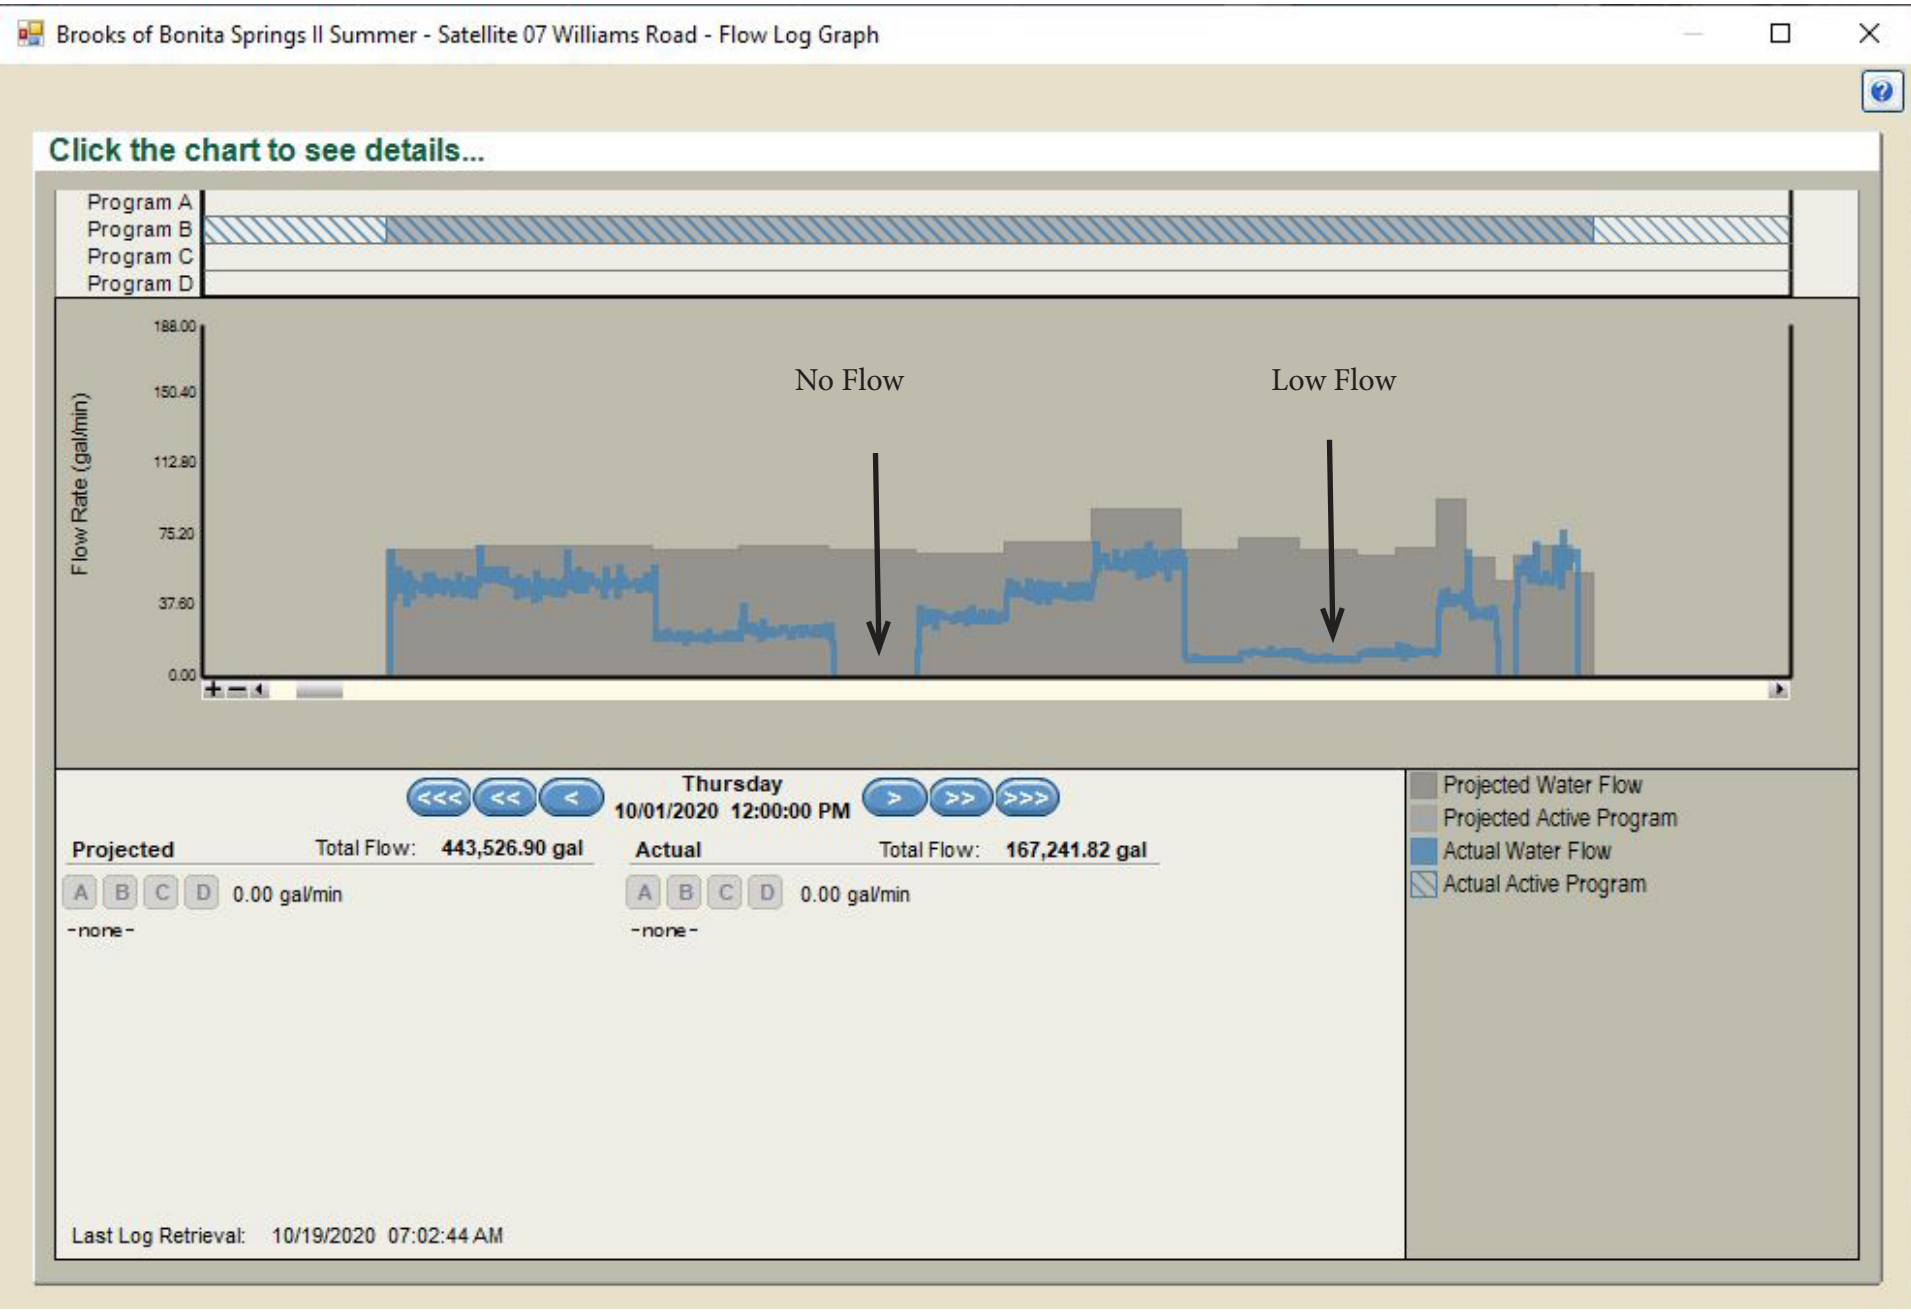 Brooks of Bonita Springs II Summer - Satellite 07 Williams Road - Flow Log Graph
Click the chart to see details...
Program A
Program B
Program C
Program D
188.00
150.40
112.80
75.20
37.60
0.00
Flow Rate (gal/min)
No Flow
Low Flow
<<< << < Thursday > >> >>>
10/01/2020 12:00:00 PM
Projected Total Flow: 443,526.90 gal
A B C D 0.00 gal/min
-none-
Actual Total Flow: 167,241.82 gal
A B C D 0.00 gal/min
-none-
Last Log Retrieval: 10/19/2020 07:02:44 AM
Projected Water Flow
Projected Active Program
Actual Water Flow
Actual Active Program